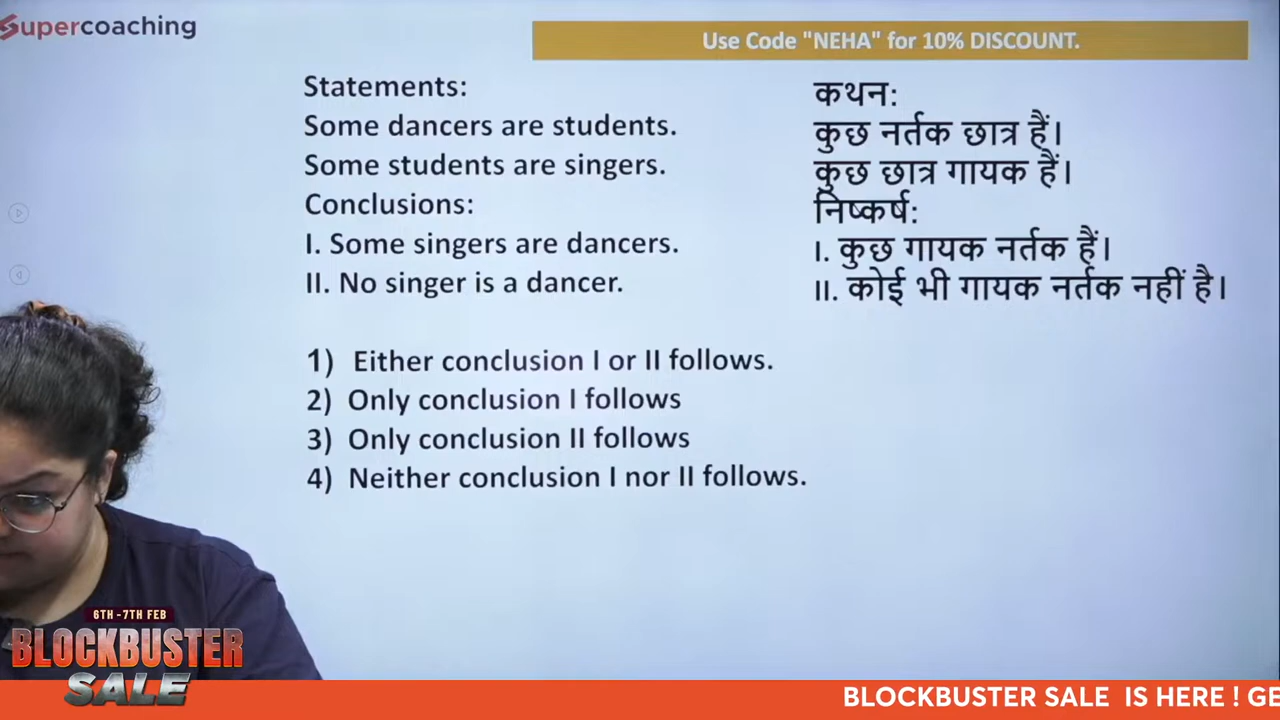 Supercoaching
Use Code "NEHA" for 10% DISCOUNT.
Statements:
Some dancers are students.
Some students are singers.
Conclusions:
I. Some singers are dancers.
II. No singer is a dancer.
1) Either conclusion I or II follows.
2) Only conclusion I follows
3) Only conclusion II follows
4) Neither conclusion I nor II follows.
कथन:
कुछ नर्तक छात्र हैं।
कुछ छात्र गायक हैं।
निष्कर्ष:
I. कुछ गायक नर्तक हैं।
II. कोई भी गायक नर्तक नहीं है।
6TH - 7TH FEB
BLOCKBUSTER
SALE
BLOCKBUSTER SALE IS HERE ! GE